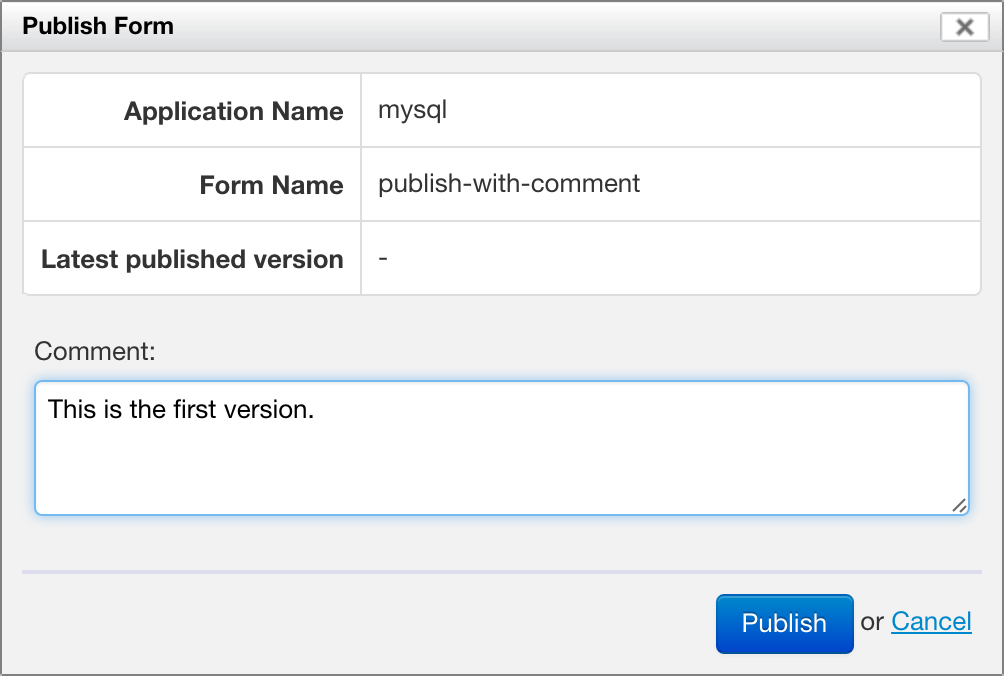 Publish Form
Application Name mysql
Form Name publish-with-comment
Latest published version -
Comment:
This is the first version.
Publish or Cancel